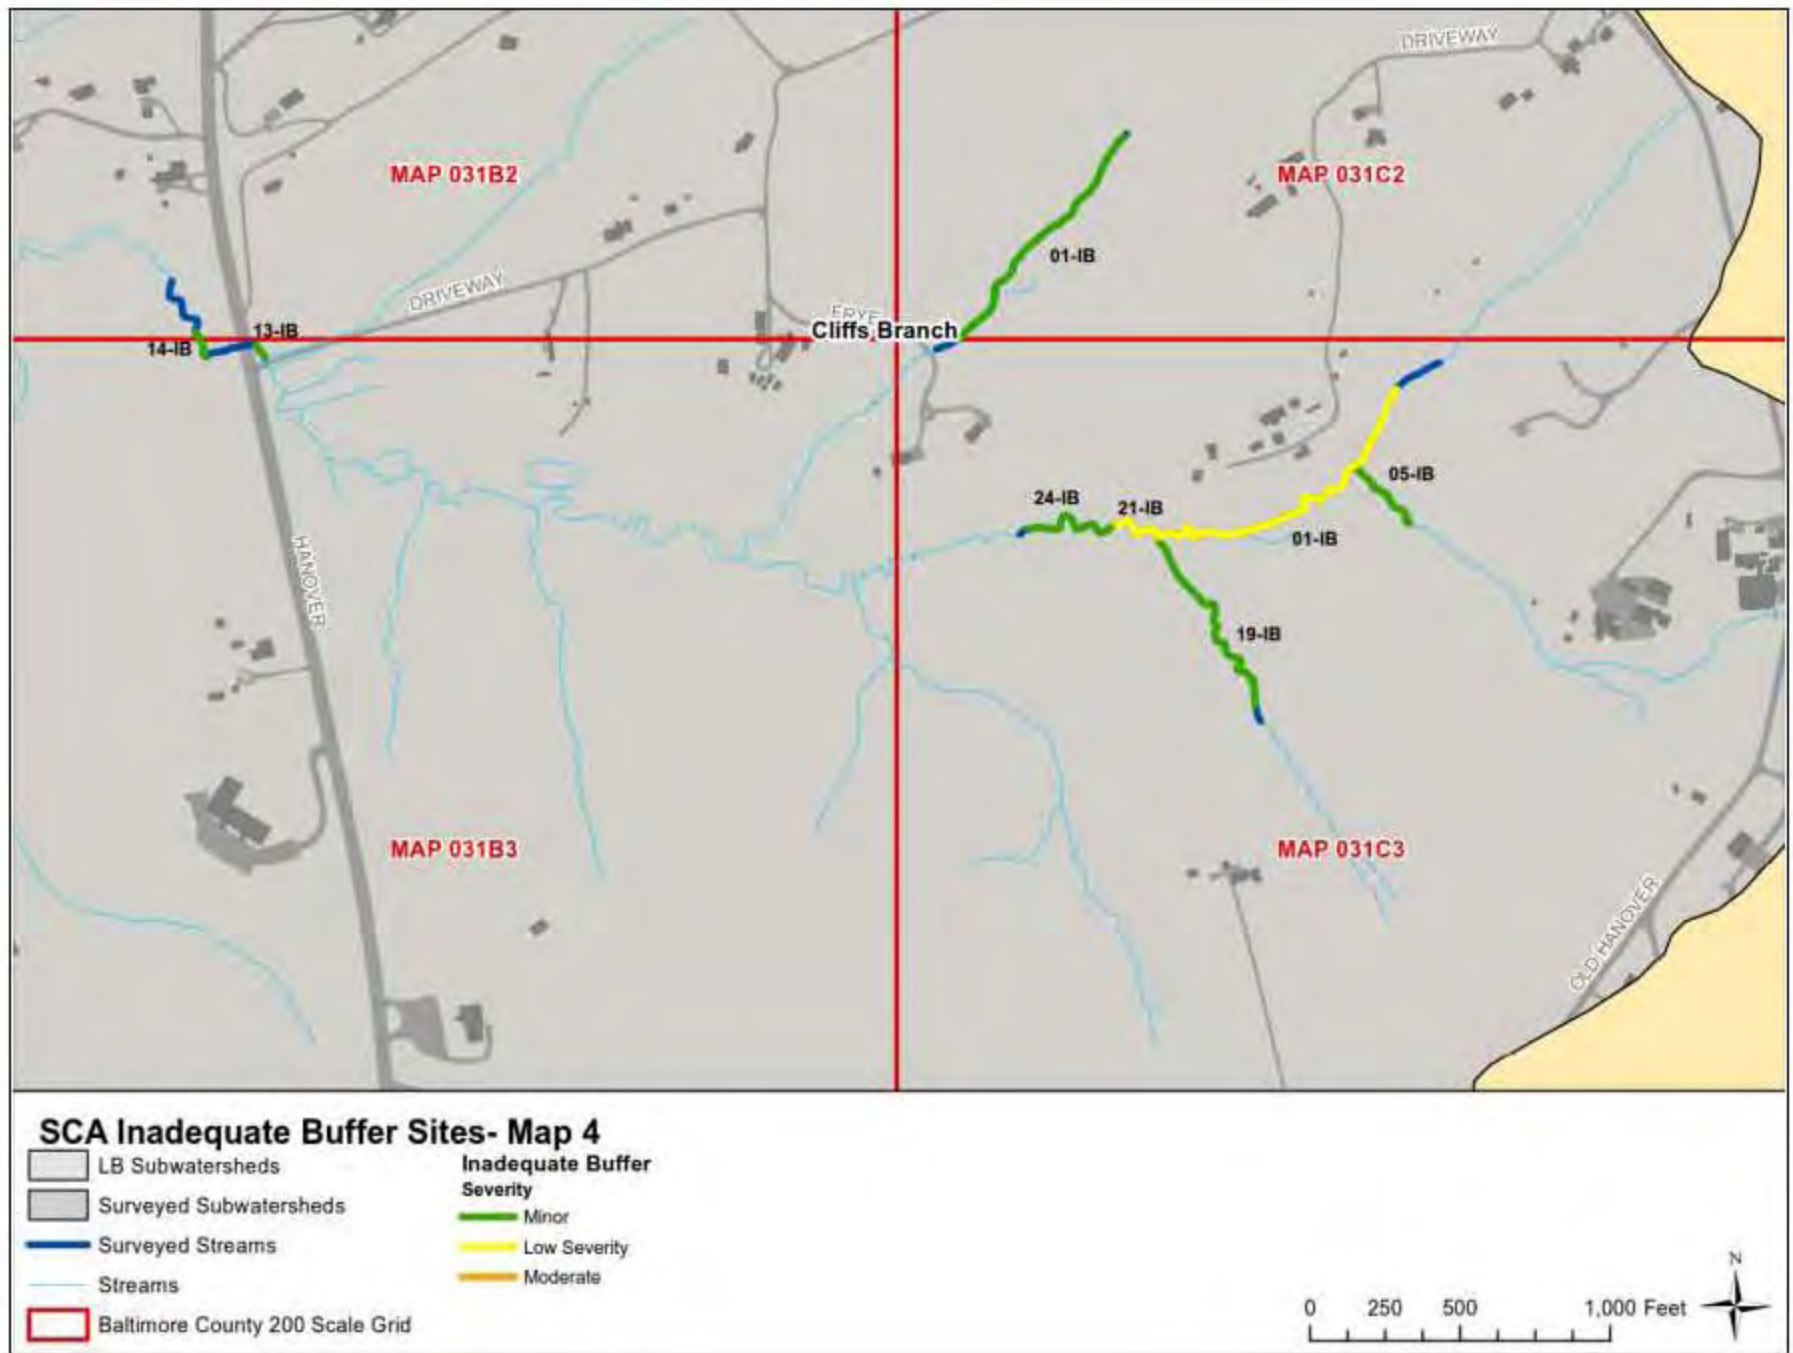 DRIVEWAY
MAP 031B2
MAP 031C2
01-IB
DRIVEWAY
FRYE
Cliffs Branch
13-IB
14-IB
05-IB
24-IB
21-IB
01-IB
HANOVER
19-IB
MAP 031B3
MAP 031C3
OLD HANOVER
SCA Inadequate Buffer Sites- Map 4
LB Subwatersheds
Surveyed Subwatersheds
Surveyed Streams
Streams
Baltimore County 200 Scale Grid
Inadequate Buffer
Severity
Minor
Low Severity
Moderate
N
0 250 500 1,000 Feet